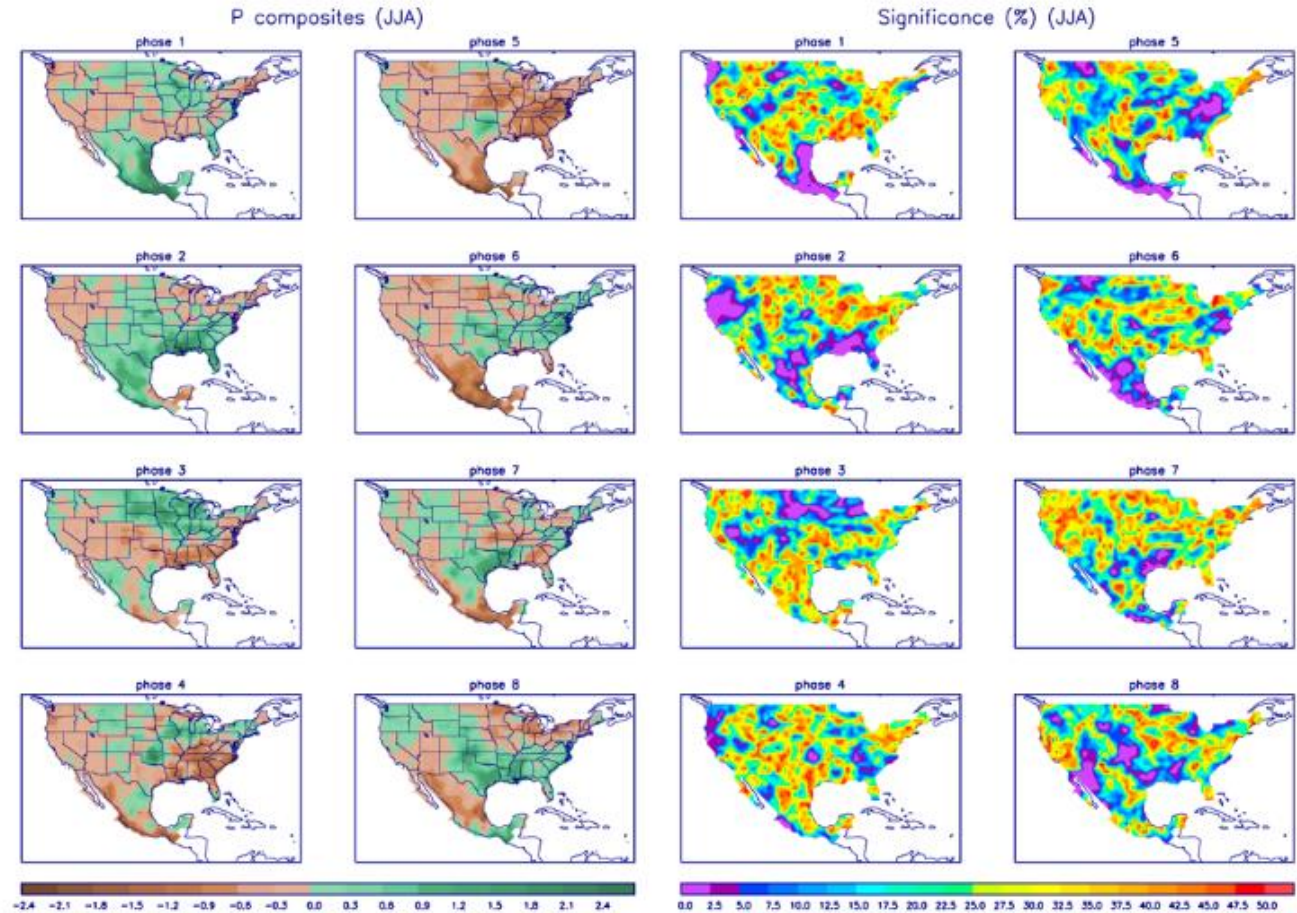 P composites (JJA)
Significance (%) (JJA)
phase 1
phase 5
phase 1
phase 5
phase 2
phase 6
phase 2
phase 6
phase 3
phase 7
phase 3
phase 7
phase 4
phase 8
phase 4
phase 8
−2.4 −2.1 −1.8 −1.5 −1.2 −0.9 −0.6 −0.3 0.0 0.3 0.6 0.9 1.2 1.5 1.8 2.1 2.4
0.0 2.5 5.0 7.5 10.0 12.5 15.0 17.5 20.0 22.5 25.0 27.5 30.0 32.5 35.0 37.5 40.0 42.5 45.0 47.5 50.0